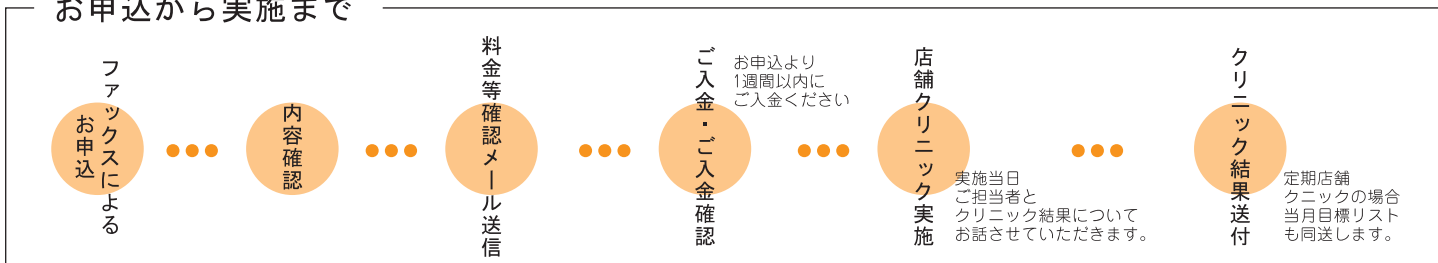 お申込から実施まで
ファックスによる
お申込
内容確認
料金等確認メール送信
ご入金・ご入金確認
お申込より
1週間以内に
ご入金ください
店舗クリニック実施
実施当日
ご担当者と
クリニック結果について
お話させていただきます。
クリニック結果送付
定期店舗
クニックの場合
当月目標リスト
も同送します。